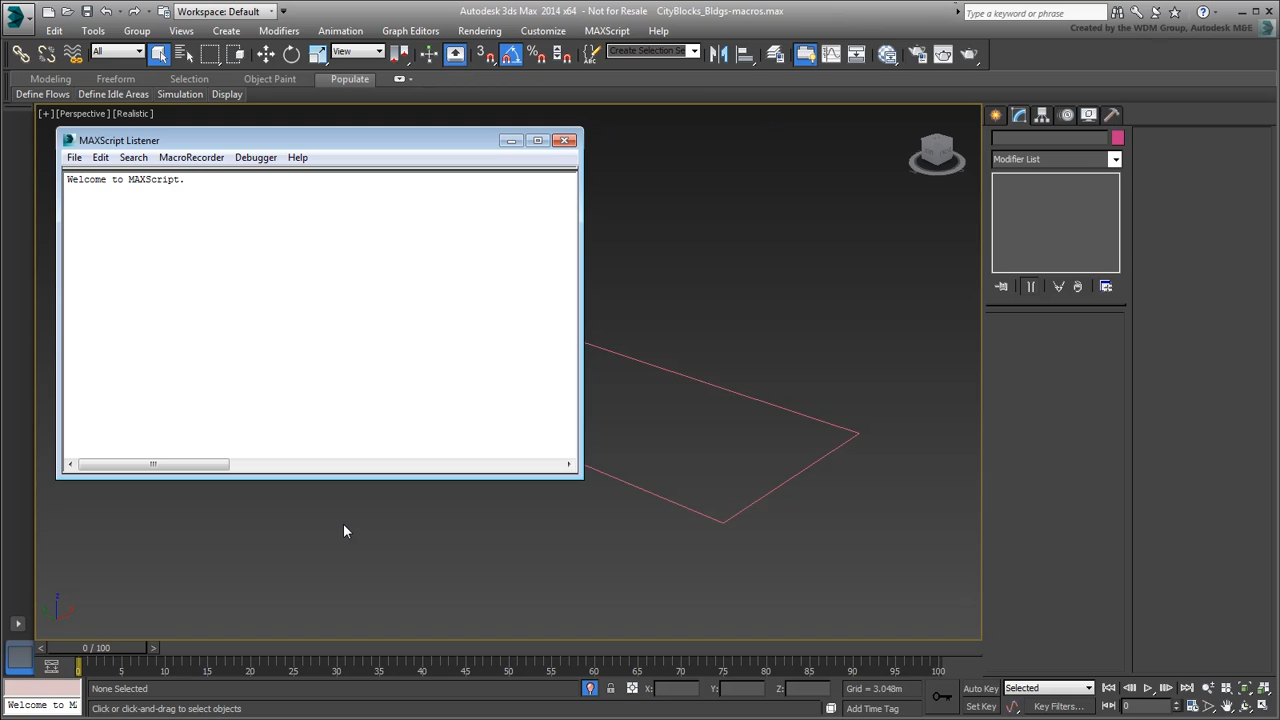 Workspace: Default
Autodesk 3ds Max 2014 x64 - Not for Resale CityBlocks_Bldgs-macros.max
Type a keyword or phrase
Edit Tools Group Views Create Modifiers Animation Graph Editors Rendering Customize MAXScript Help
Created by the WDM Group, Autodesk M&E
All
View
3
%
ABC
Create Selection Se
Modeling Freeform Selection Object Paint Populate
Define Flows Define Idle Areas Simulation Display
[+] [Perspective] [Realistic]
MAXScript Listener
File Edit Search MacroRecorder Debugger Help
Welcome to MAXScript.
Modifier List
z
0 / 100
0 5 10 15 20 25 30 35 40 45 50 55 60 65 70 75 80 85 90 95 100
None Selected
X: Y: Z:
Grid = 3.048m
Auto Key
Selected
Welcome to M
Click or click-and-drag to select objects
Add Time Tag
Set Key
Key Filters...
0